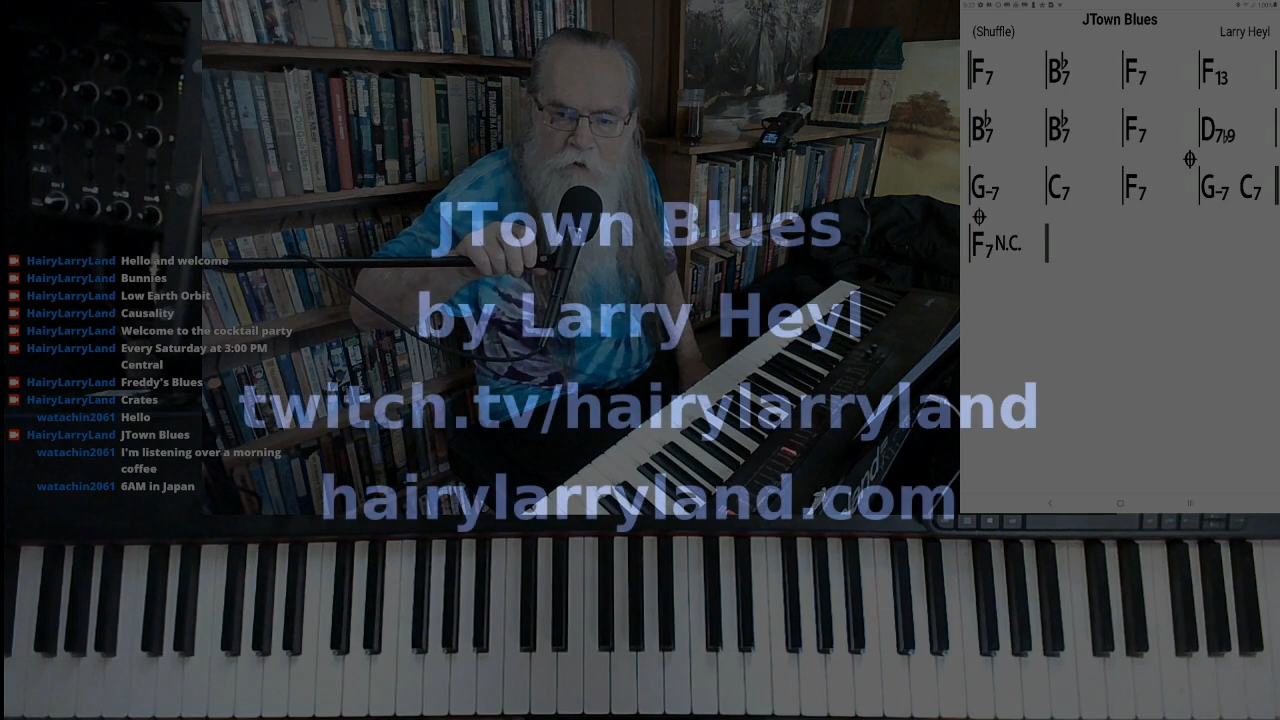 HairyLarryLand Hello and welcome
HairyLarryLand Bunnies
HairyLarryLand Low Earth Orbit
HairyLarryLand Causality
HairyLarryLand Welcome to the cocktail party
HairyLarryLand Every Saturday at 3:00 PM
Central
HairyLarryLand Freddy's Blues
HairyLarryLand Crates
watachin2061 Hello
HairyLarryLand JTown Blues
watachin2061 I'm listening over a morning
coffee
watachin2061 6AM in Japan
JTown Blues
by Larry Heyl
twitch.tv/hairylarryland
hairylarryland.com
JTown Blues
(Shuffle) Larry Heyl
F7 B♭7 F7 F13
B♭7 B♭7 F7 D7♭9
G-7 C7 F7 G-7 C7
F7 N.C.